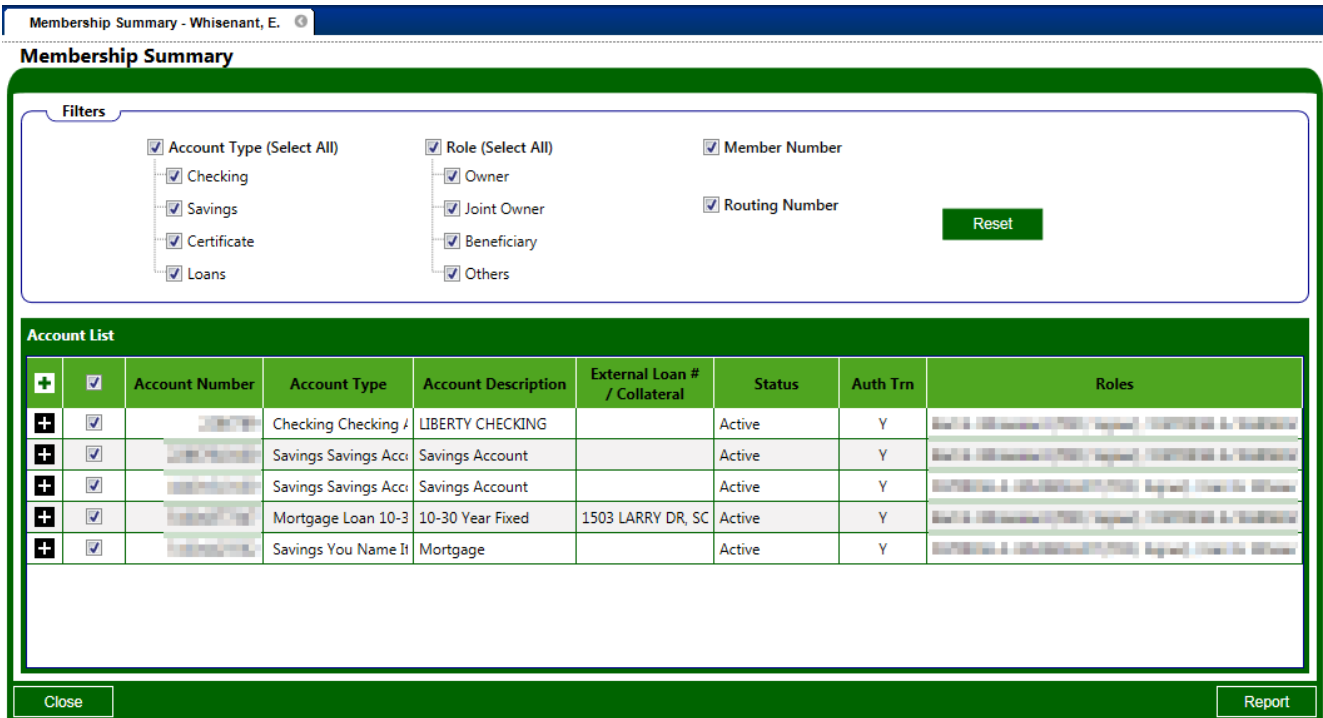 Membership Summary - Whisenant, E.
Membership Summary
Filters
Account Type (Select All) Role (Select All) Member Number
Checking Owner
Savings Joint Owner Routing Number
Reset
Certificate Beneficiary
Loans Others
Account List
Account Number Account Type Account Description External Loan # / Collateral Status Auth Trn Roles
Checking Checking LIBERTY CHECKING Active Y
Savings Savings Acc Savings Account Active Y
Savings Savings Acc Savings Account Active Y
Mortgage Loan 10-3 10-30 Year Fixed 1503 LARRY DR, SC Active Y
Savings You Name It Mortgage Active Y
Close Report